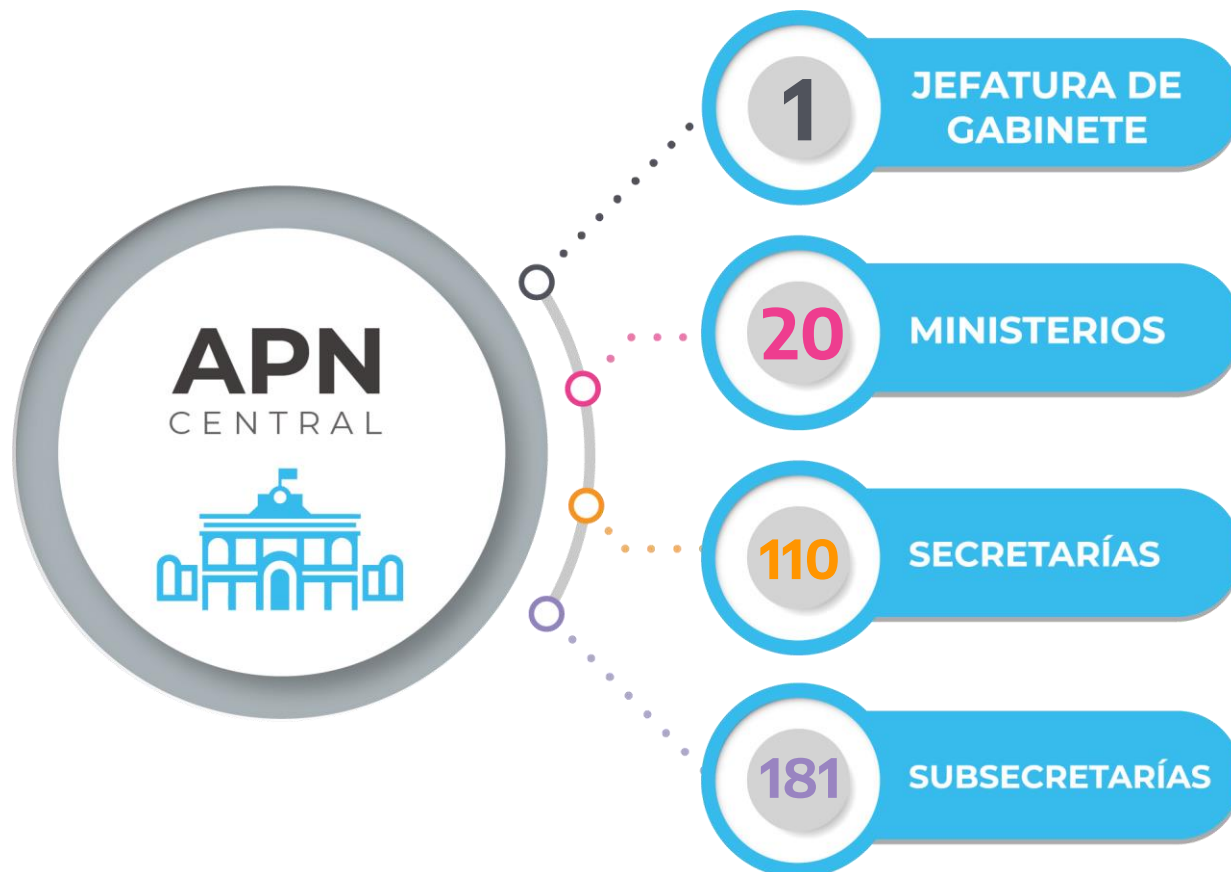 APN
CENTRAL
1
JEFATURA DE
GABINETE
20
MINISTERIOS
110
SECRETARÍAS
181
SUBSECRETARÍAS